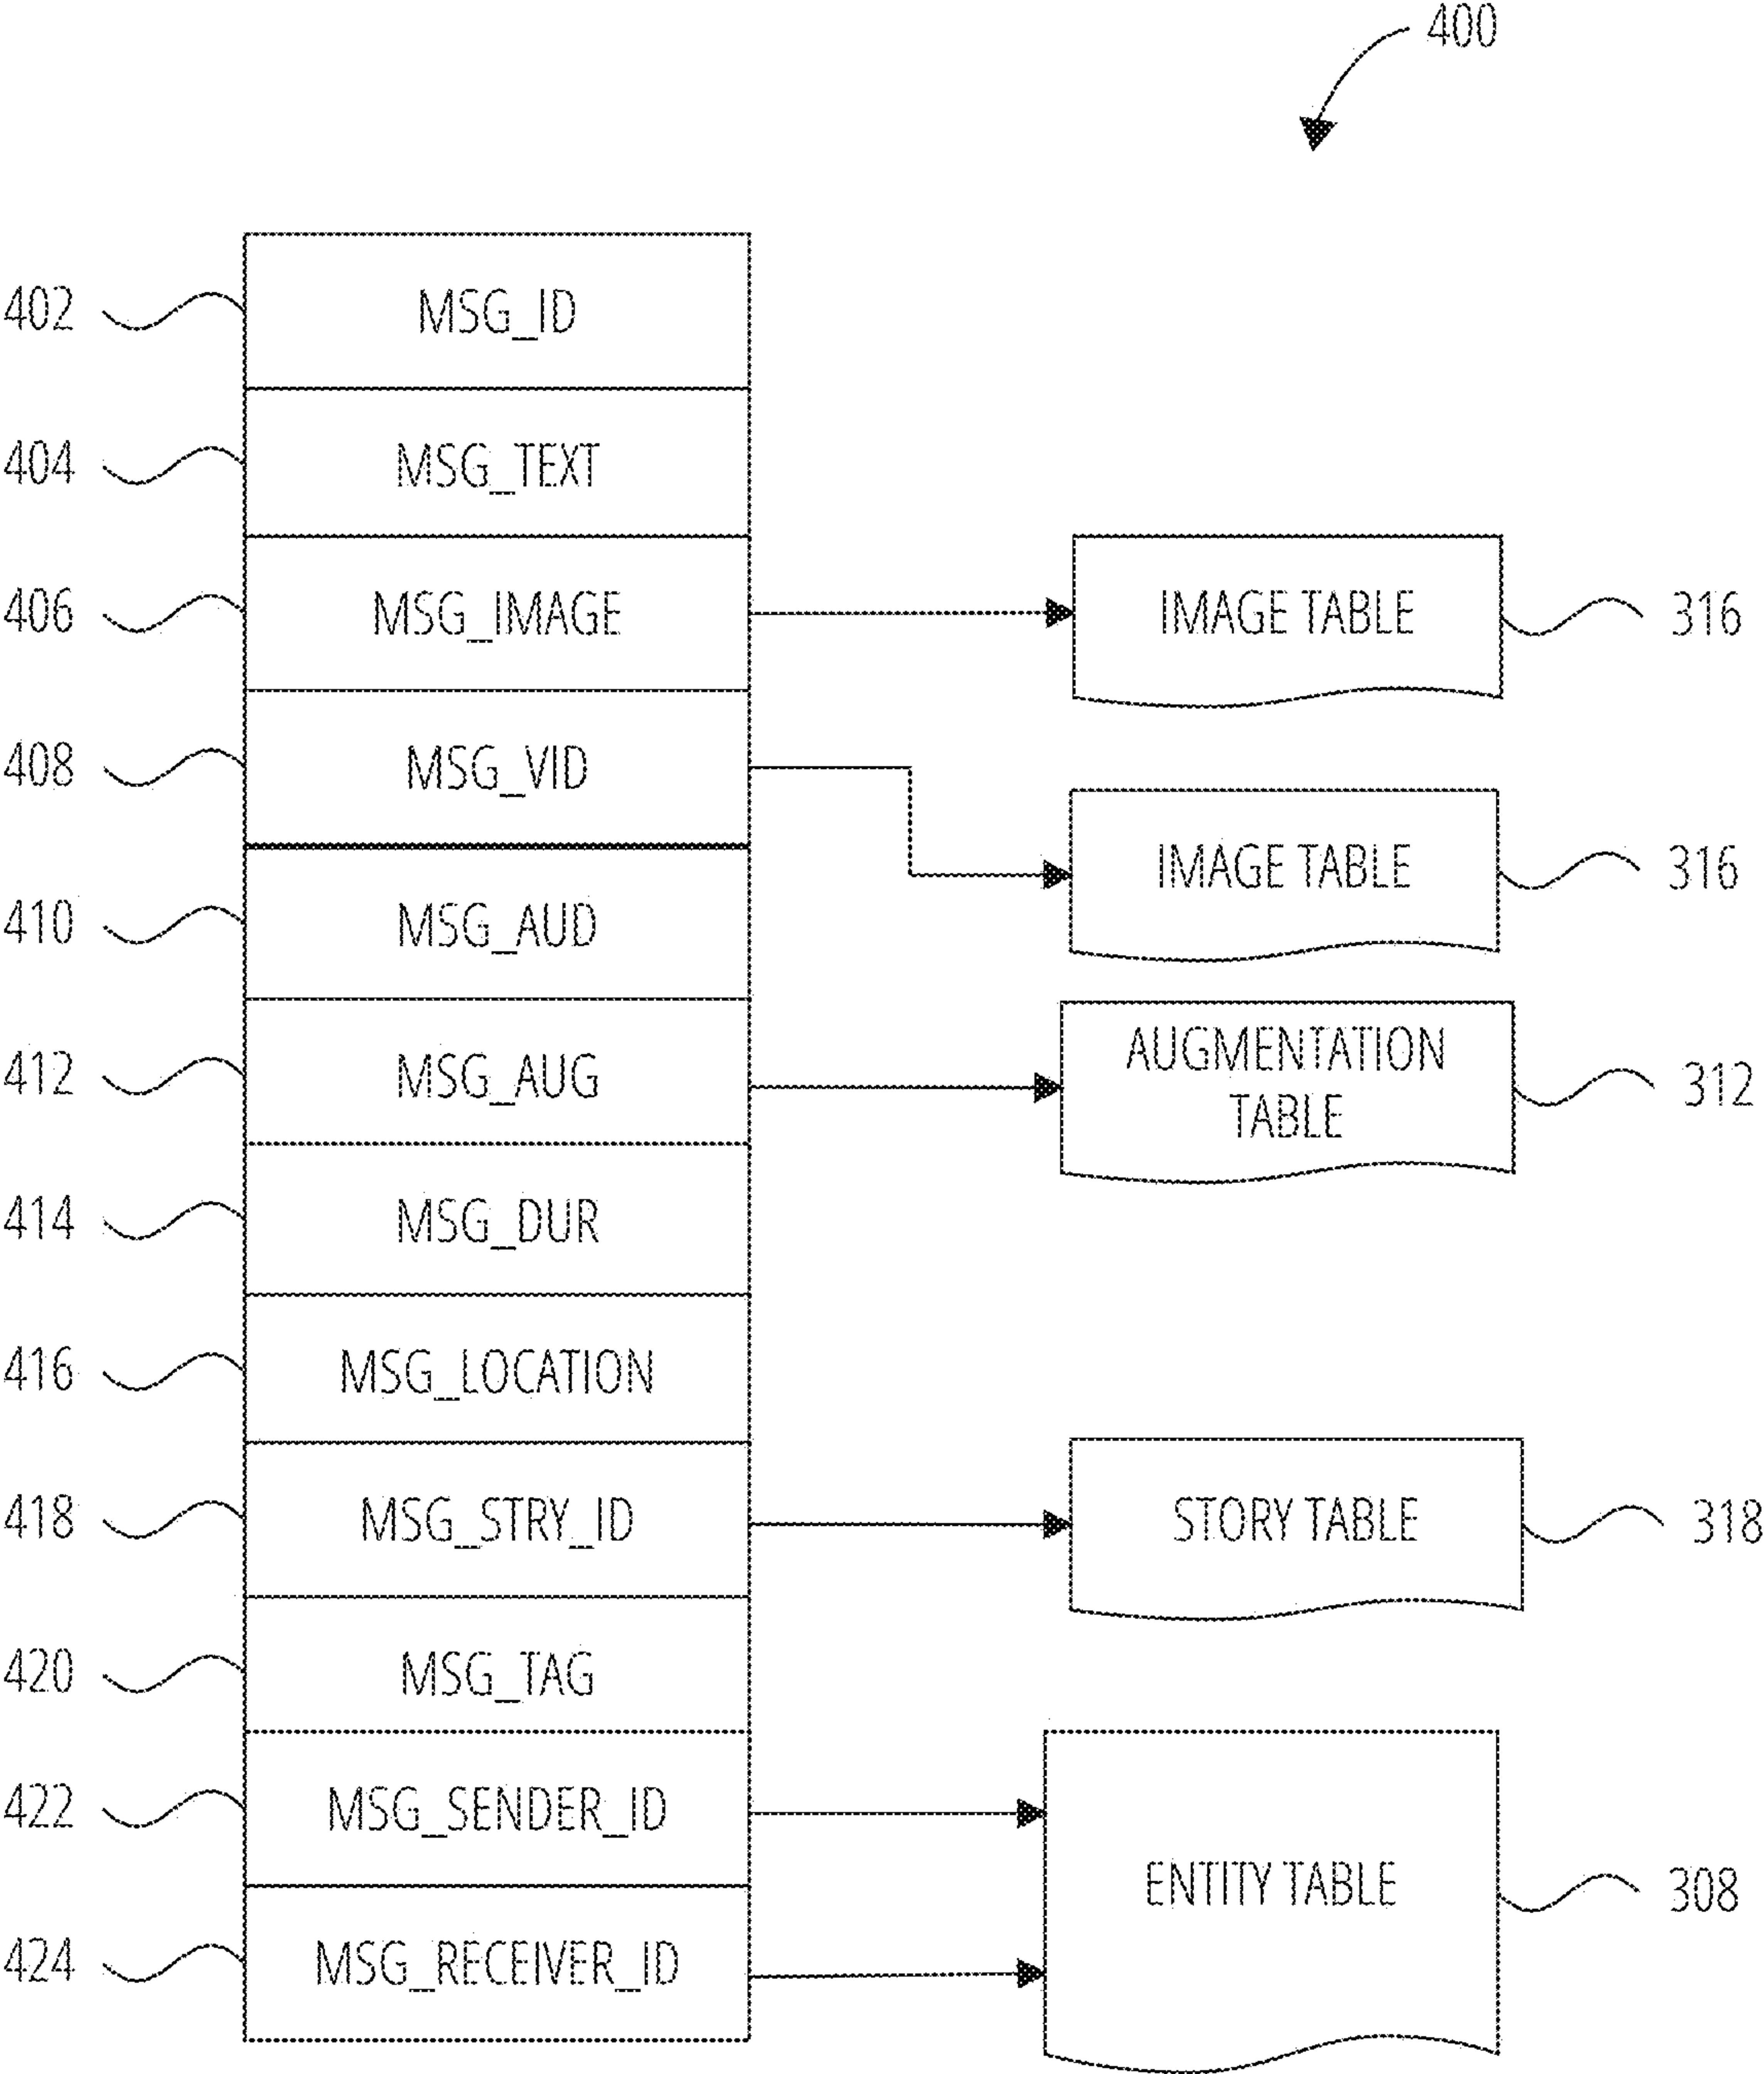 400
402 MSG_ID
404 MSG_TEXT
406 MSG_IMAGE IMAGE TABLE 316
408 MSG_VID
IMAGE TABLE 316
410 MSG_AUD
412 MSG_AUG AUGMENTATION TABLE 312
414 MSG_DUR
416 MSG_LOCATION
418 MSG_STRY_ID STORY TABLE 318
420 MSG_TAG
422 MSG_SENDER_ID
ENTITY TABLE 308
424 MSG_RECEIVER_ID